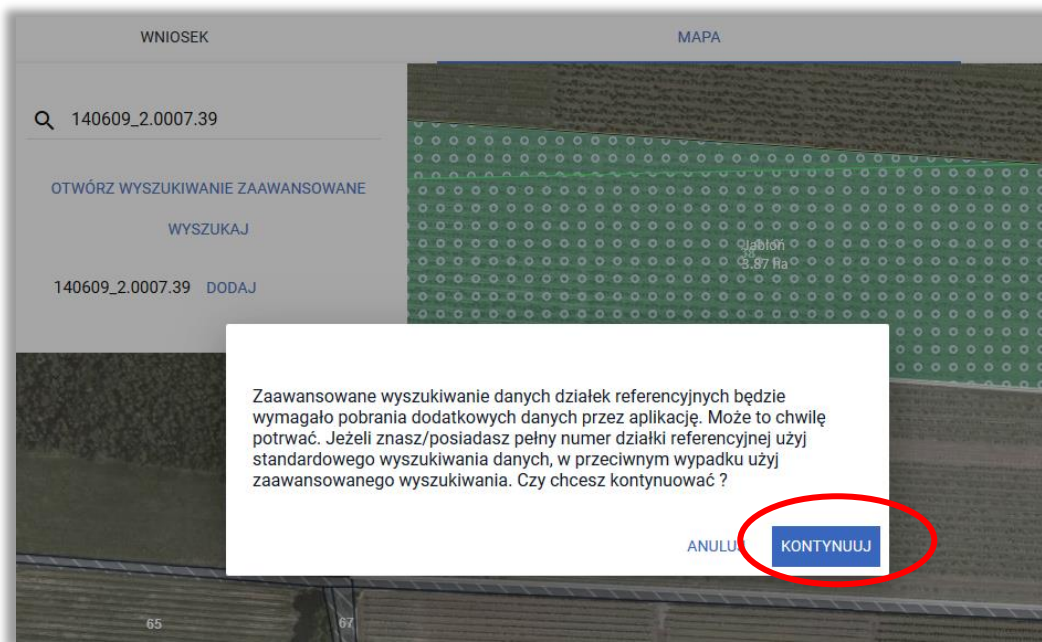 WNIOSEK
MAPA
140609_2.0007.39
OTWÓRZ WYSZUKIWANIE ZAAWANSOWANE
WYSZUKAJ
140609_2.0007.39 DODAJ
Jabłoń
58
3.87 ha
Zaawansowane wyszukiwanie danych działek referencyjnych będzie
wymagało pobrania dodatkowych danych przez aplikację. Może to chwilę
potrwać. Jeżeli znasz/posiadasz pełny numer działki referencyjnej użyj
standardowego wyszukiwania danych, w przeciwnym wypadku użyj
zaawansowanego wyszukiwania. Czy chcesz kontynuować ?
ANULUJ KONTYNUUJ
65
67